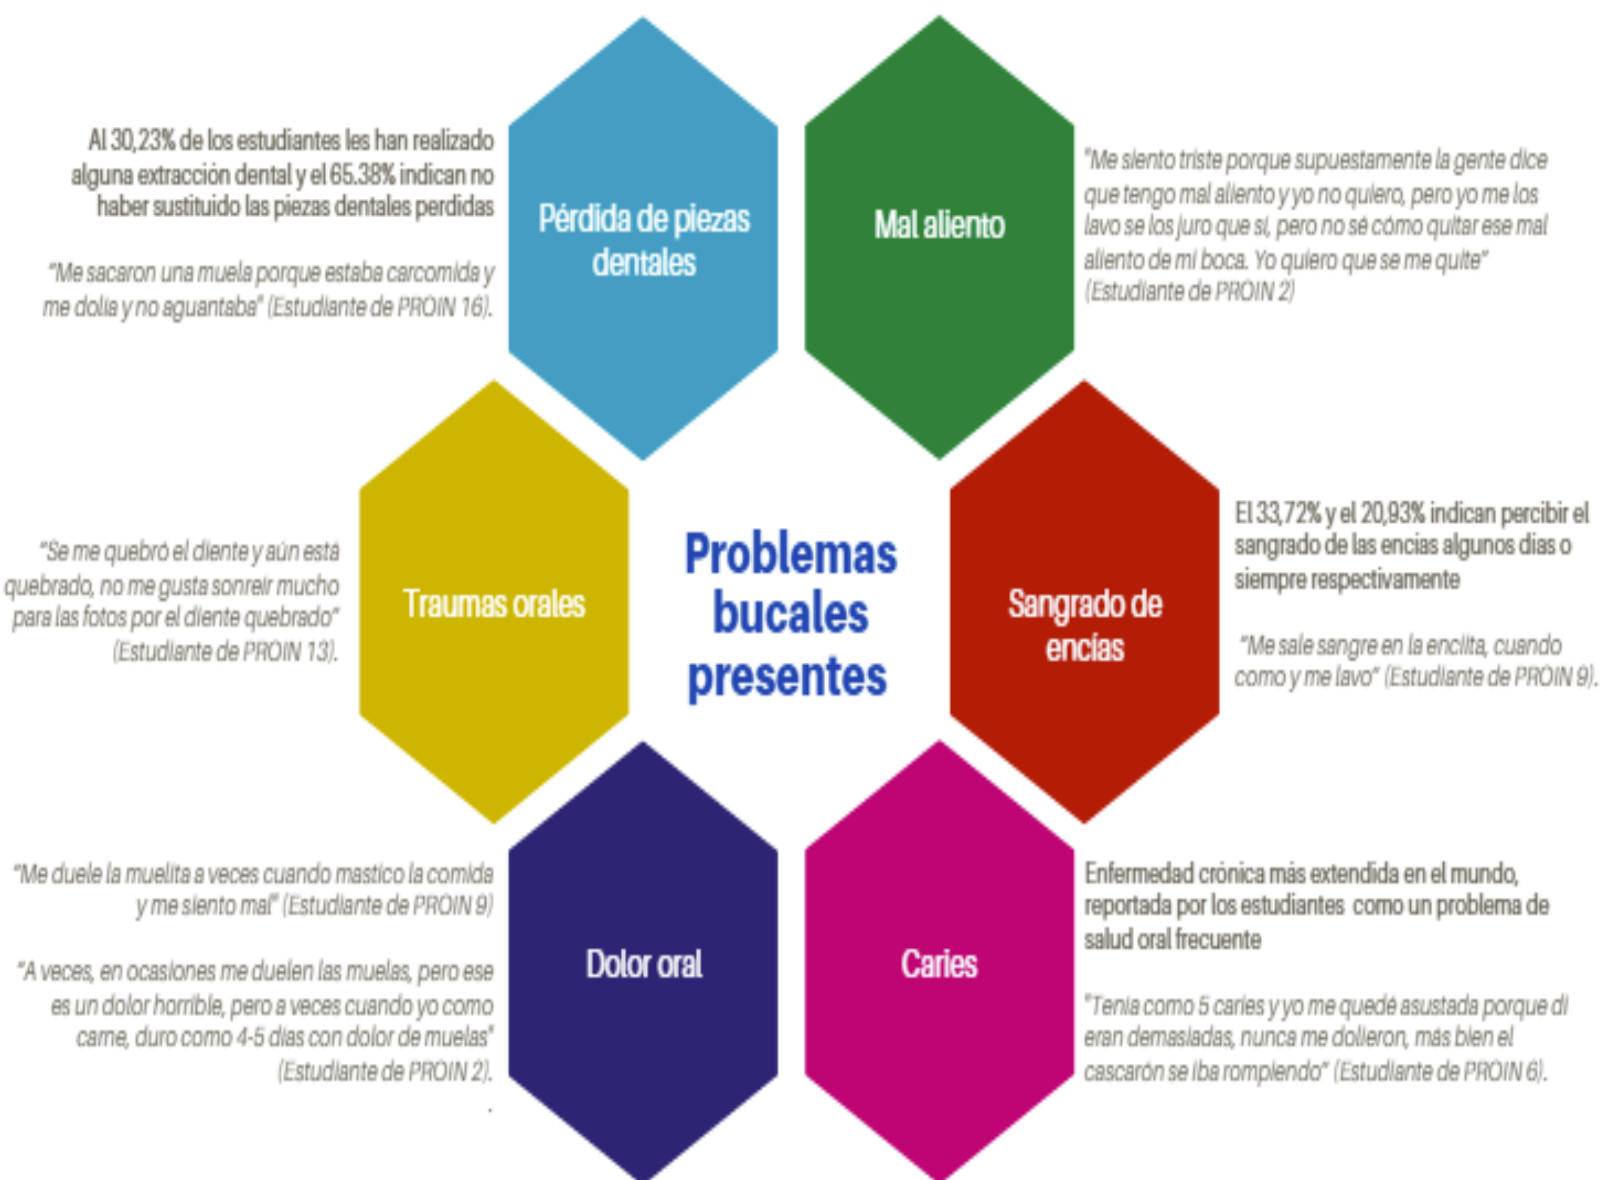 Al 30,23% de los estudiantes les han realizado
alguna extracción dental y el 65.38% indican no
haber sustituido las piezas dentales perdidas
"Me sacaron una muela porque estaba carcomida y
me dolía y no aguantaba" (Estudiante de PROIN 16).
Pérdida de piezas
dentales
Mal aliento
"Me siento triste porque supuestamente la gente dice
que tengo mal aliento y yo no quiero, pero yo me los
lavo se los juro que sí, pero no sé cómo quitar ese mal
aliento de mi boca. Yo quiero que se me quite"
(Estudiante de PROIN 2)
"Se me quebró el diente y aún está
quebrado, no me gusta sonreír mucho
para las fotos por el diente quebrado"
(Estudiante de PROIN 13).
Traumas orales
Problemas
bucales
presentes
Sangrado de
encías
El 33,72% y el 20,93% indican percibir el
sangrado de las encías algunos días o
siempre respectivamente
"Me sale sangre en la enciita, cuando
como y me lavo" (Estudiante de PROIN 9).
"Me duele la muelita a veces cuando mastico la comida
y me siento mal" (Estudiante de PROIN 9)
"A veces, en ocasiones me duelen las muelas, pero ese
es un dolor horrible, pero a veces cuando yo como
carne, duro como 4-5 días con dolor de muelas"
(Estudiante de PROIN 2).
.
Dolor oral
Caries
Enfermedad crónica más extendida en el mundo,
reportada por los estudiantes como un problema de
salud oral frecuente
"Tenía como 5 caries y yo me quedé asustada porque di
eran demasiadas, nunca me dolieron, más bien el
cascarón se iba rompiendo" (Estudiante de PROIN 6).